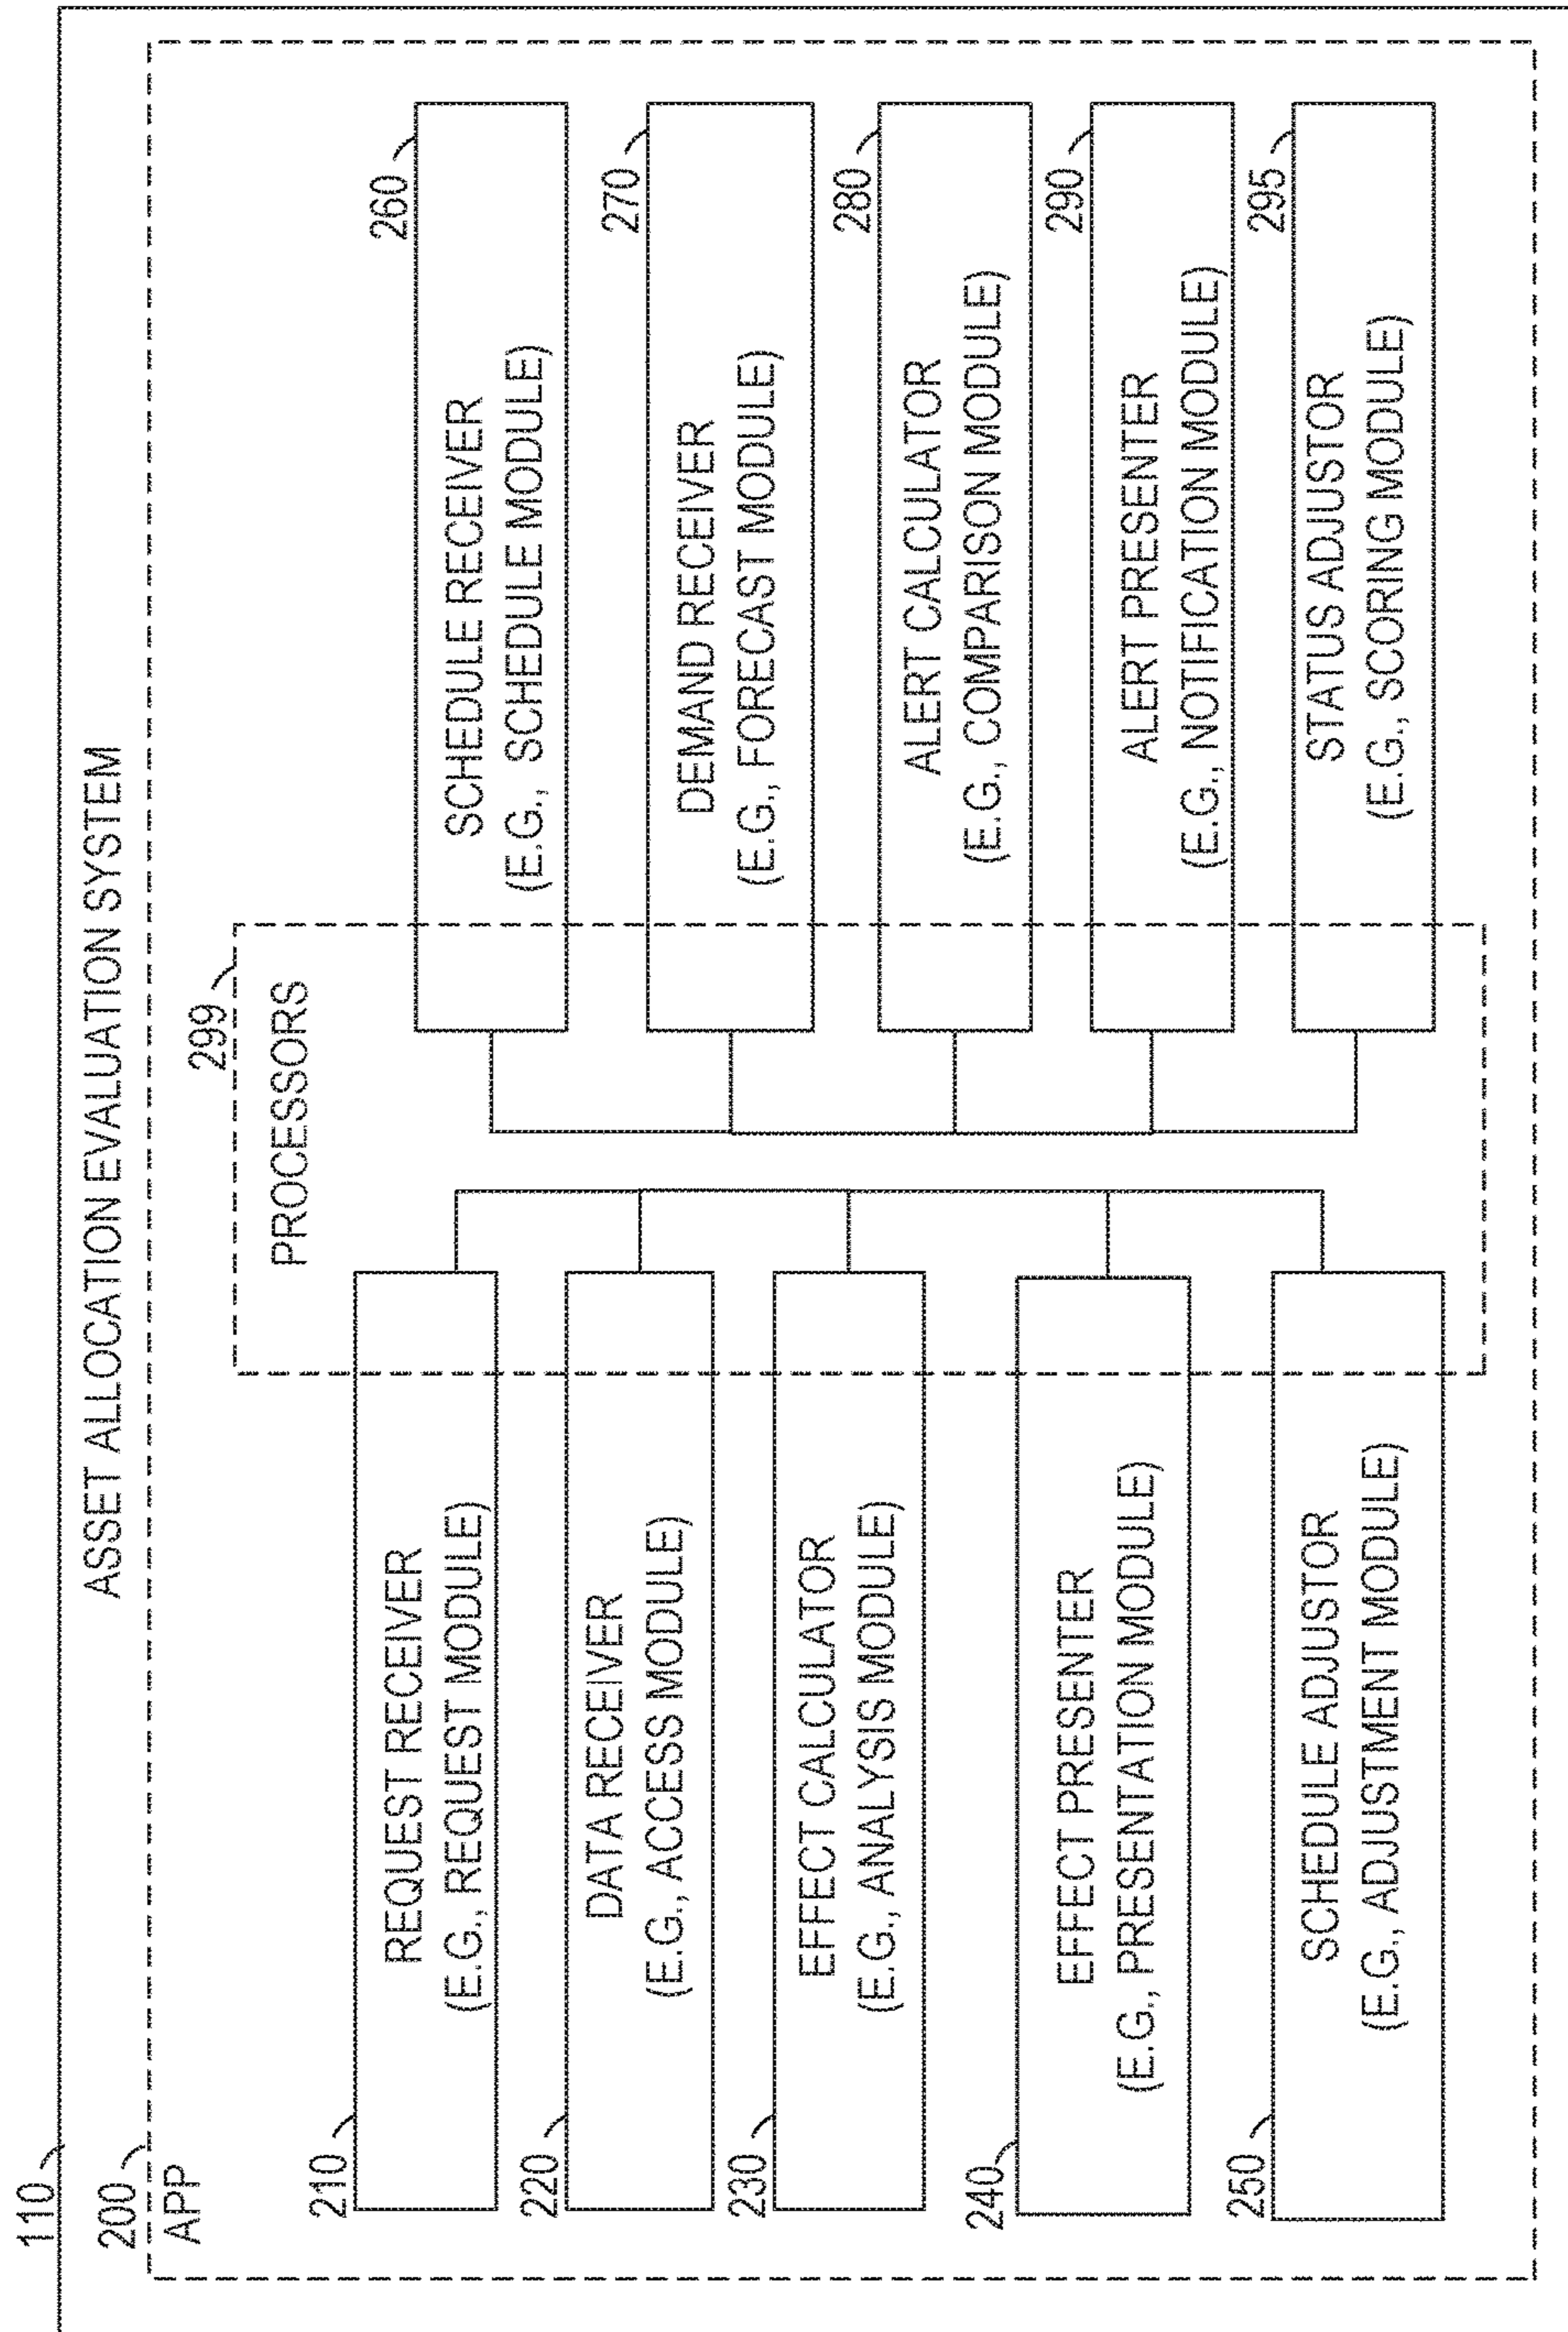 110
ASSET ALLOCATION EVALUATION SYSTEM
200
APP
299
PROCESSORS
210
REQUEST RECEIVER
(E.G., REQUEST MODULE)
220
DATA RECEIVER
(E.G., ACCESS MODULE)
230
EFFECT CALCULATOR
(E.G., ANALYSIS MODULE)
240
EFFECT PRESENTER
(E.G., PRESENTATION MODULE)
250
SCHEDULE ADJUSTOR
(E.G., ADJUSTMENT MODULE)
260
SCHEDULE RECEIVER
(E.G., SCHEDULE MODULE)
270
DEMAND RECEIVER
(E.G., FORECAST MODULE)
280
ALERT CALCULATOR
(E.G., COMPARISON MODULE)
290
ALERT PRESENTER
(E.G., NOTIFICATION MODULE)
295
STATUS ADJUSTOR
(E.G., SCORING MODULE)